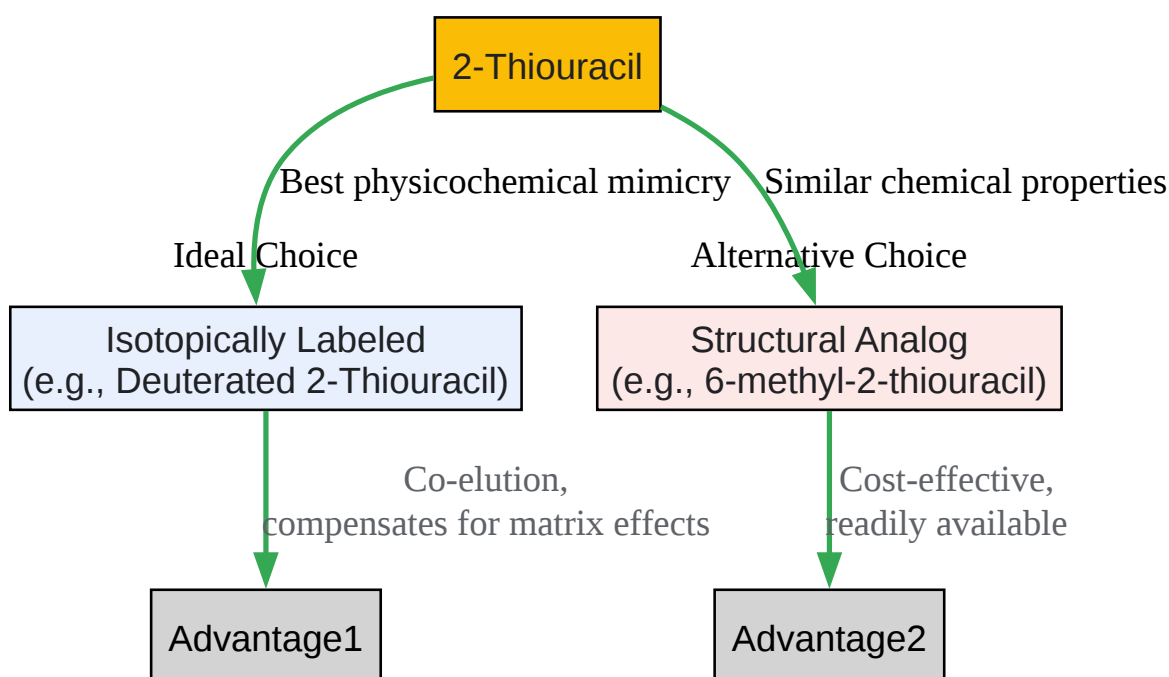 2-Thiouracil
Best physicochemical mimicry
Similar chemical properties
Ideal Choice
Alternative Choice
Isotopically Labeled
(e.g., Deuterated 2-Thiouracil)
Structural Analog
(e.g., 6-methyl-2-thiouracil)
Co-elution,
compensates for matrix effects
Cost-effective,
readily available
Advantage1
Advantage2